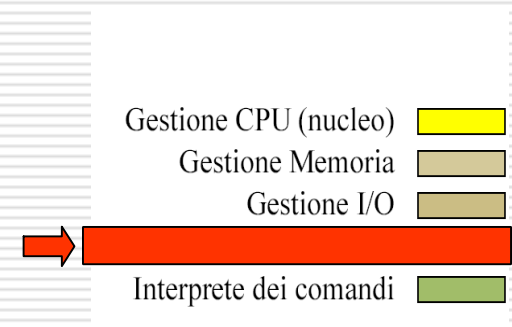 Gestione CPU (nucleo)
Gestione Memoria
Gestione I/O
Interprete dei comandi